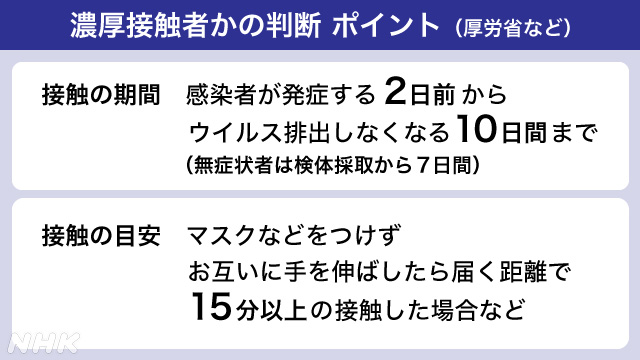 濃厚接触者かの判断 ポイント（厚労省など）
接触の期間 感染者が発症する 2日前 から
ウイルス排出しなくなる 10日間 まで
（無症状者は検体採取から７日間）
接触の目安 マスクなどをつけず
お互いに手を伸ばしたら届く距離で
15分以上の接触した場合など
NHK